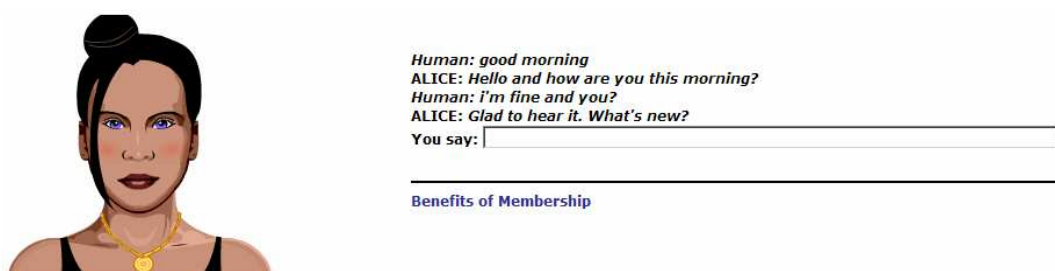 Human: good morning
ALICE: Hello and how are you this morning?
Human: i'm fine and you?
ALICE: Glad to hear it. What's new?
You say:
Benefits of Membership